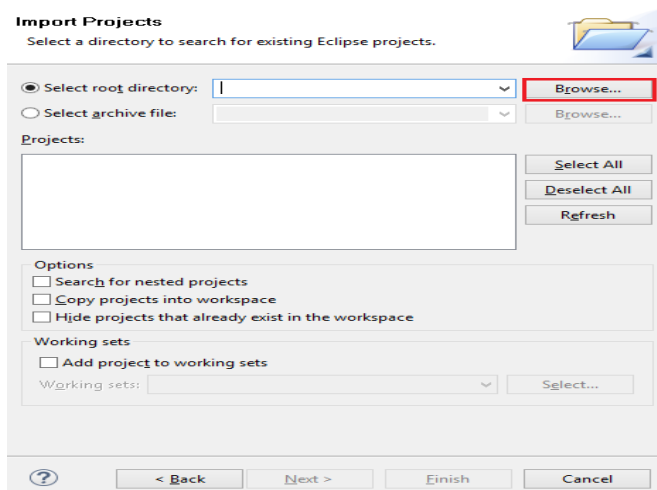 Import Projects
Select a directory to search for existing Eclipse projects.
Select root directory: Browse...
Select archive file: Browse...
Projects:
Select All
Deselect All
Refresh
Options
Search for nested projects
Copy projects into workspace
Hide projects that already exist in the workspace
Working sets
Add project to working sets
Working sets: Select...
? < Back Next > Finish Cancel